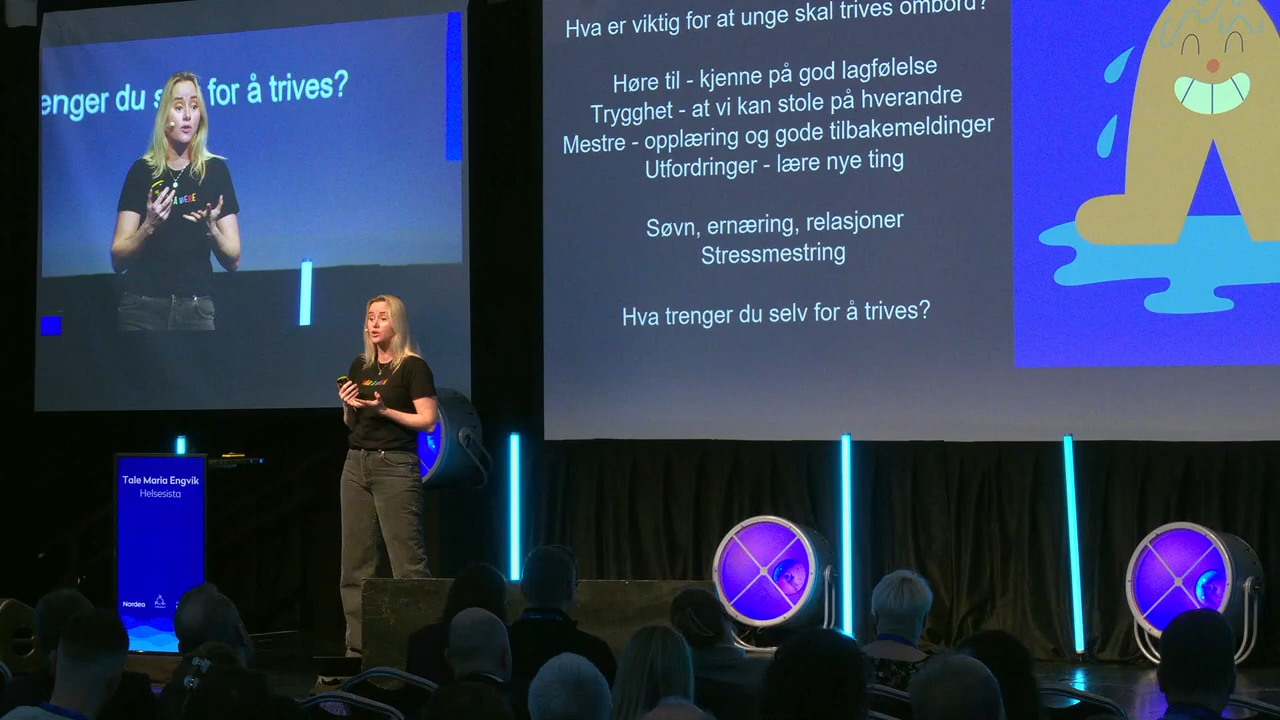 enger du s for å trives?
Hva er viktig for at unge skal trives ombord?
Høre til - kjenne på god lagfølelse
Trygghet - at vi kan stole på hverandre
Mestre - opplæring og gode tilbakemeldinger
Utfordringer - lære nye ting
Søvn, ernæring, relasjoner
Stressmestring
Hva trenger du selv for å trives?
Tale Maria Engvik
Helsesista
Nordea